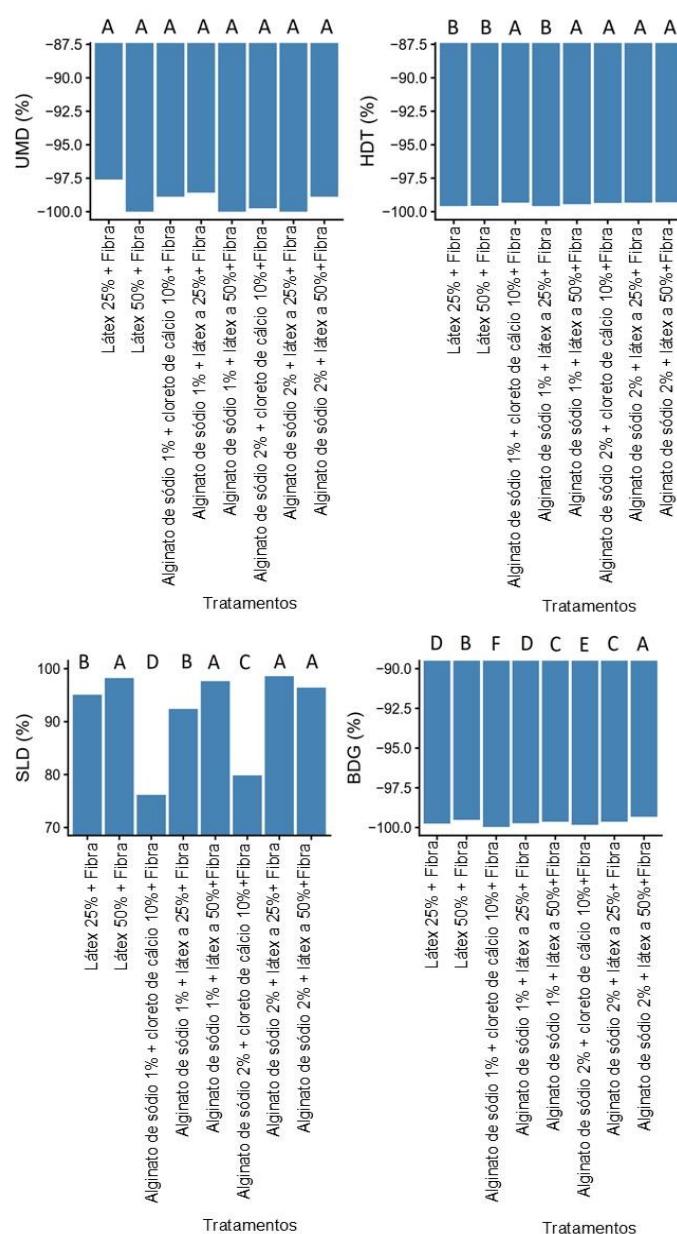 A A A A A A A A
−87.5
−90.0
−92.5
−95.0
−97.5
−100.0
UMD (%)
Látex 25% + Fibra
Látex 50% + Fibra
Alginato de sódio 1% + cloreto de cálcio 10%+ Fibra
Alginato de sódio 1% + látex a 25%+ Fibra
Alginato de sódio 1% + látex a 50%+Fibra
Alginato de sódio 2% + cloreto de cálcio 10%+Fibra
Alginato de sódio 2% + látex a 25%+ Fibra
Alginato de sódio 2% + látex a 50%+Fibra
Tratamentos
B B A B A A A A
−87.5
−90.0
−92.5
−95.0
−97.5
−100.0
HDT (%)
Látex 25% + Fibra
Látex 50% + Fibra
Alginato de sódio 1% + cloreto de cálcio 10%+ Fibra
Alginato de sódio 1% + látex a 25%+ Fibra
Alginato de sódio 1% + látex a 50%+Fibra
Alginato de sódio 2% + cloreto de cálcio 10%+Fibra
Alginato de sódio 2% + látex a 25%+ Fibra
Alginato de sódio 2% + látex a 50%+Fibra
Tratamentos
B A D B A C A A
100
90
80
70
SLD (%)
Látex 25% + Fibra
Látex 50% + Fibra
Alginato de sódio 1% + cloreto de cálcio 10%+ Fibra
Alginato de sódio 1% + látex a 25%+ Fibra
Alginato de sódio 1% + látex a 50%+Fibra
Alginato de sódio 2% + cloreto de cálcio 10%+Fibra
Alginato de sódio 2% + látex a 25%+ Fibra
Alginato de sódio 2% + látex a 50%+Fibra
Tratamentos
D B F D C E C A
−90.0
−92.5
−95.0
−97.5
−100.0
BDG (%)
Látex 25% + Fibra
Látex 50% + Fibra
Alginato de sódio 1% + cloreto de cálcio 10%+ Fibra
Alginato de sódio 1% + látex a 25%+ Fibra
Alginato de sódio 1% + látex a 50%+Fibra
Alginato de sódio 2% + cloreto de cálcio 10%+Fibra
Alginato de sódio 2% + látex a 25%+ Fibra
Alginato de sódio 2% + látex a 50%+Fibra
Tratamentos